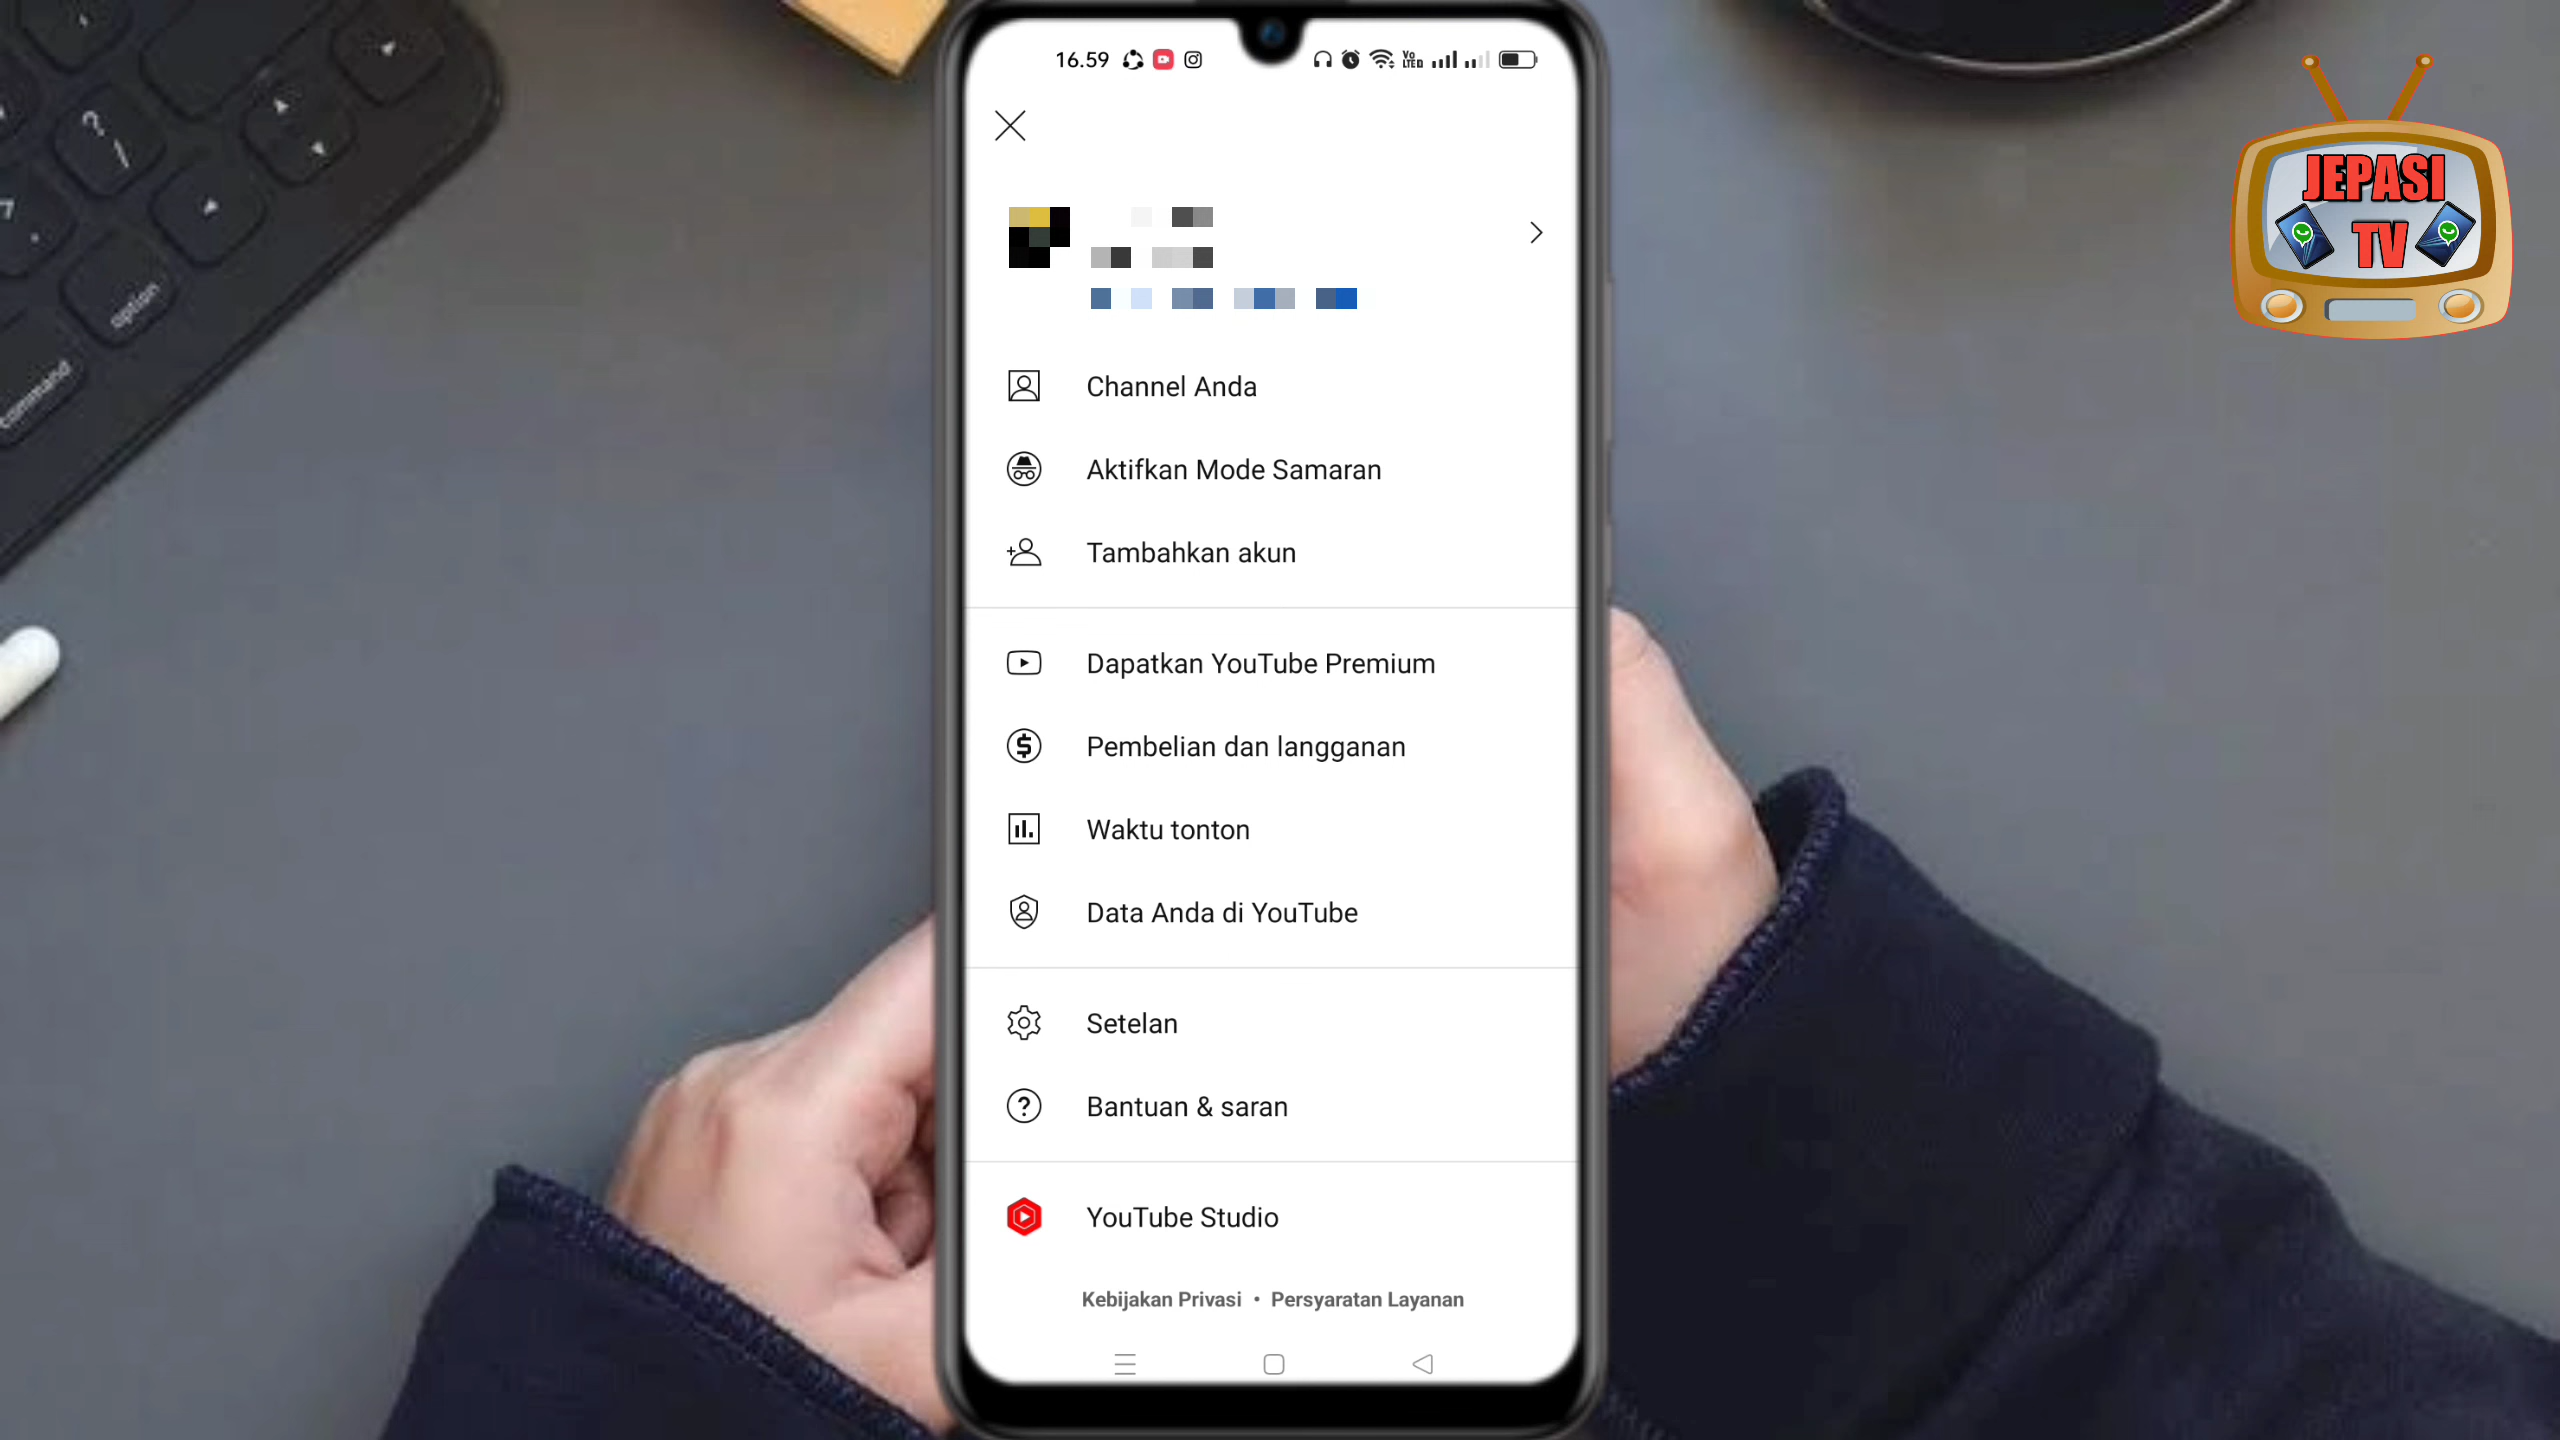 16.59
Channel Anda
Aktifkan Mode Samaran
Tambahkan akun
Dapatkan YouTube Premium
Pembelian dan langganan
Waktu tonton
Data Anda di YouTube
Setelan
Bantuan & saran
YouTube Studio
Kebijakan Privasi • Persyaratan Layanan
JEPASI
TV
?
/
option
command